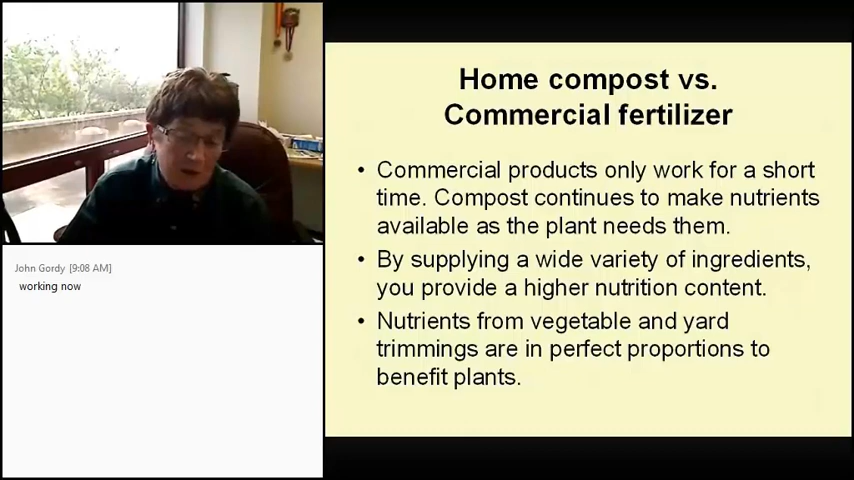 Home compost vs.
Commercial fertilizer
• Commercial products only work for a short
time. Compost continues to make nutrients
available as the plant needs them.
• By supplying a wide variety of ingredients,
you provide a higher nutrition content.
• Nutrients from vegetable and yard
trimmings are in perfect proportions to
benefit plants.
John Gordy [9:08 AM]
working now